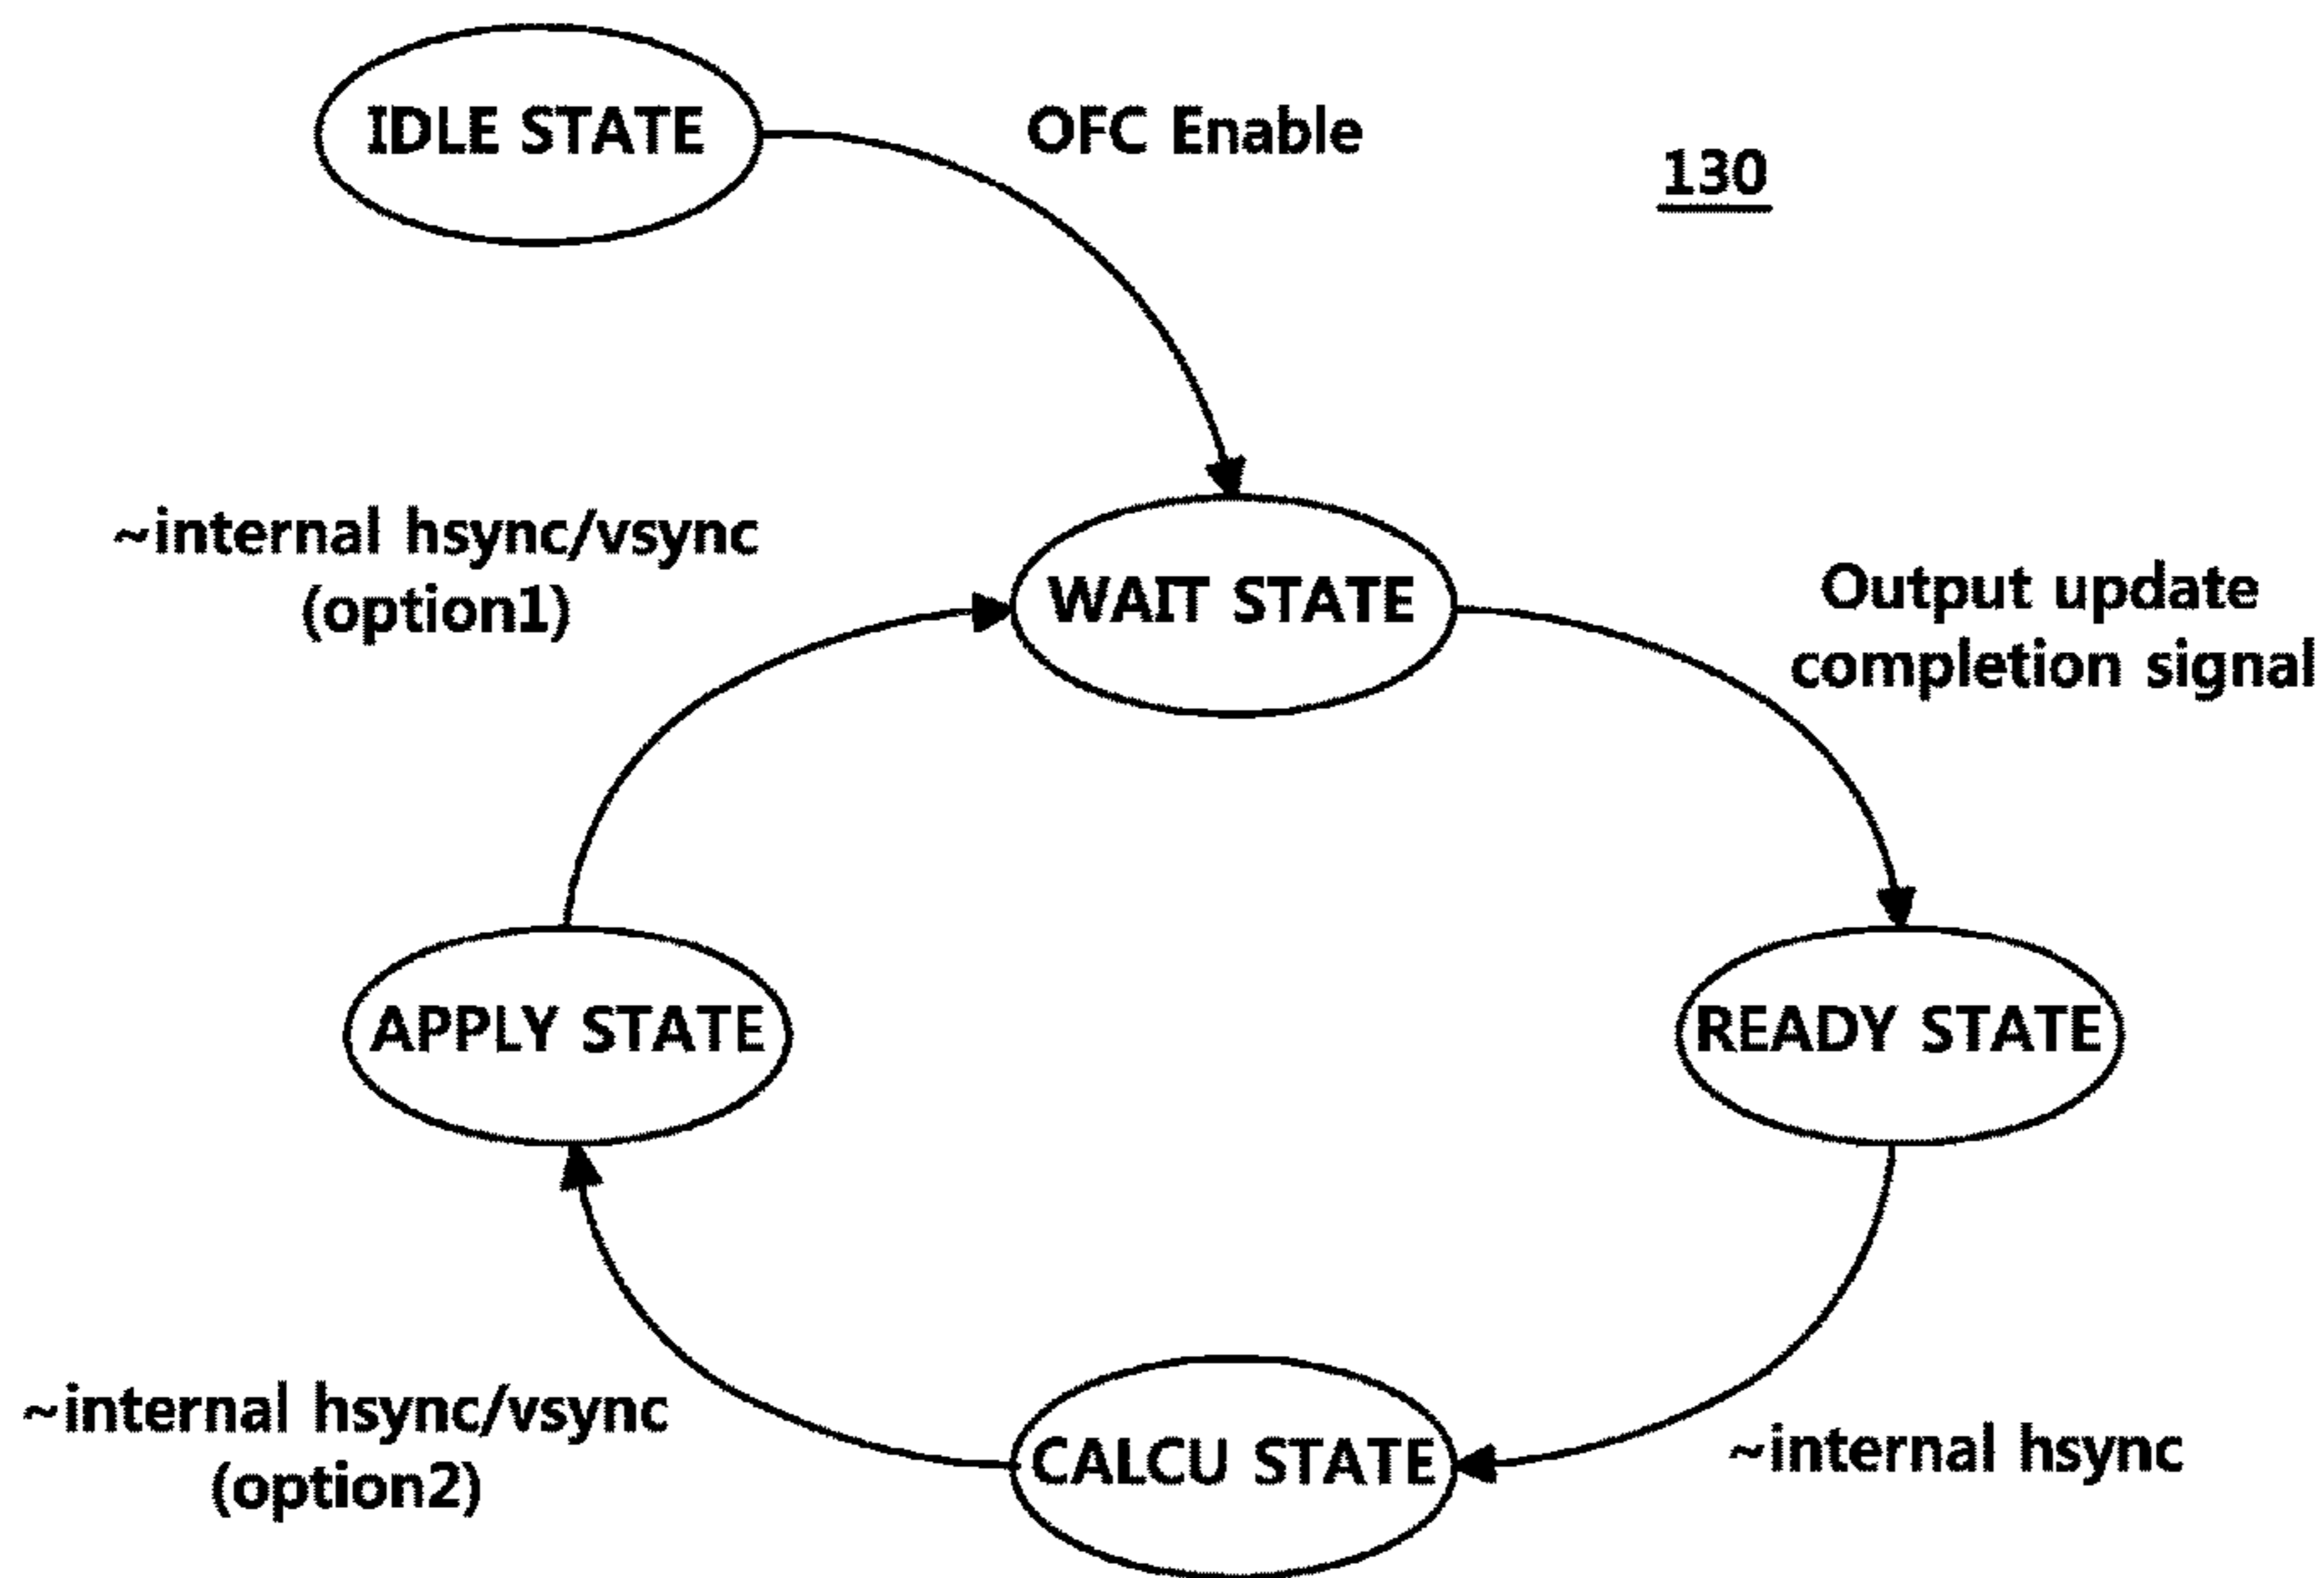 IDLE STATE
OFC Enable
130
~internal hsync/vsync
(option1)
WAIT STATE
Output update
completion signal
APPLY STATE
READY STATE
~internal hsync/vsync
(option2)
CALCU STATE
~internal hsync